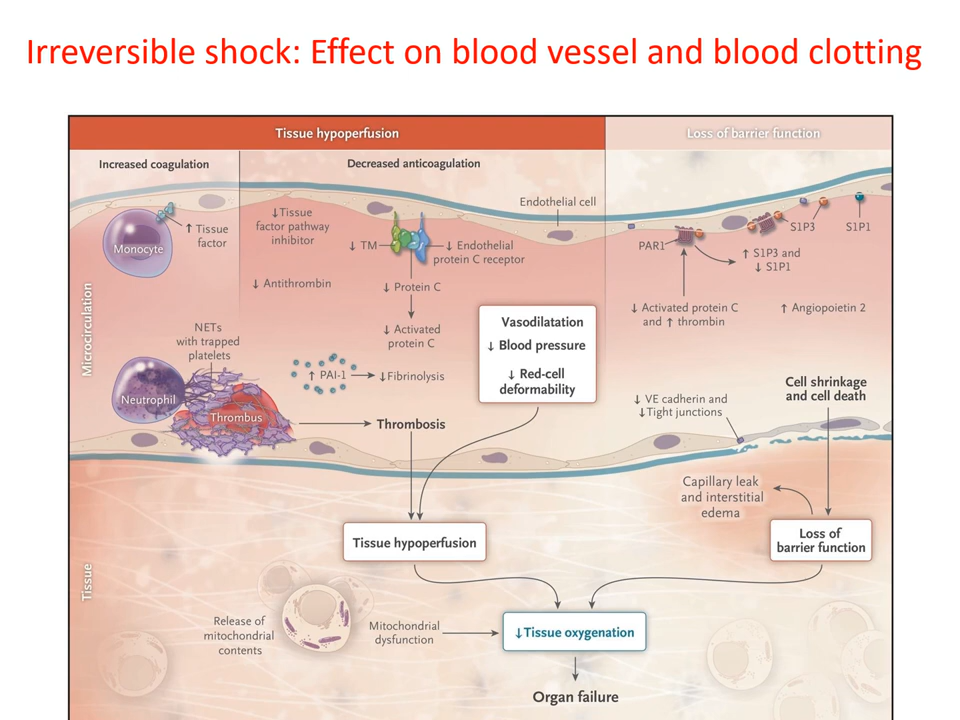 Irreversible shock: Effect on blood vessel and blood clotting
Tissue hypoperfusion
Loss of barrier function
Increased coagulation
Decreased anticoagulation
Microcirculation
Monocyte
↑ Tissue
factor
↓Tissue
factor pathway
inhibitor
↓ TM
↓ Endothelial
protein C receptor
Endothelial cell
↓ Antithrombin
↓ Protein C
↓ Activated
protein C
NETs
with trapped
platelets
Neutrophil
Thrombus
↑ PAI-1
↓Fibrinolysis
Thrombosis
Vasodilatation
↓ Blood pressure
↓ Red-cell
deformability
PAR1
S1P3
S1P1
↑ S1P3 and
↓ S1P1
↓ Activated protein C
and ↑ thrombin
↑ Angiopoietin 2
↓ VE cadherin and
↓Tight junctions
Cell shrinkage
and cell death
Capillary leak
and interstitial
edema
Loss of
barrier function
Tissue hypoperfusion
Tissue
Release of
mitochondrial
contents
Mitochondrial
dysfunction
↓Tissue oxygenation
Organ failure